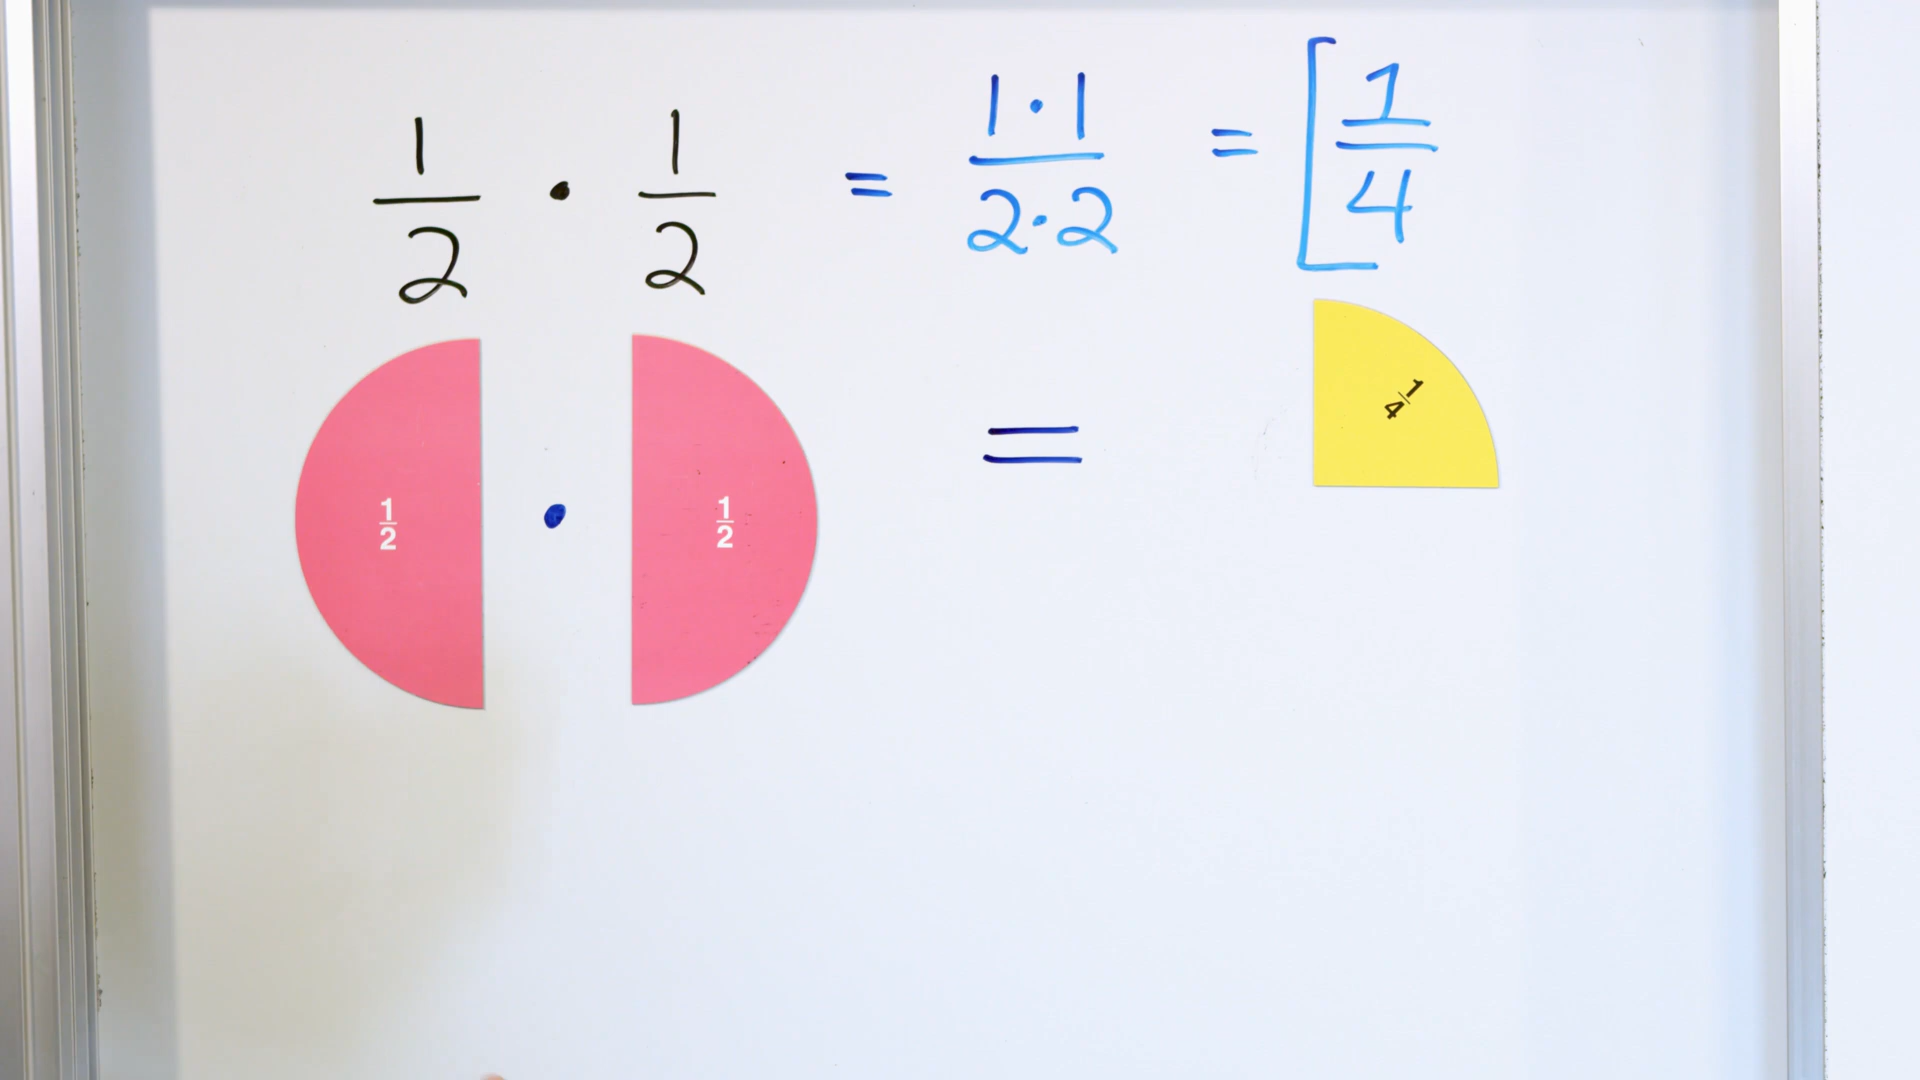 1/2 • 1/2 = 1•1/2•2 = [1/4
1/2 • 1/2 = 1/4